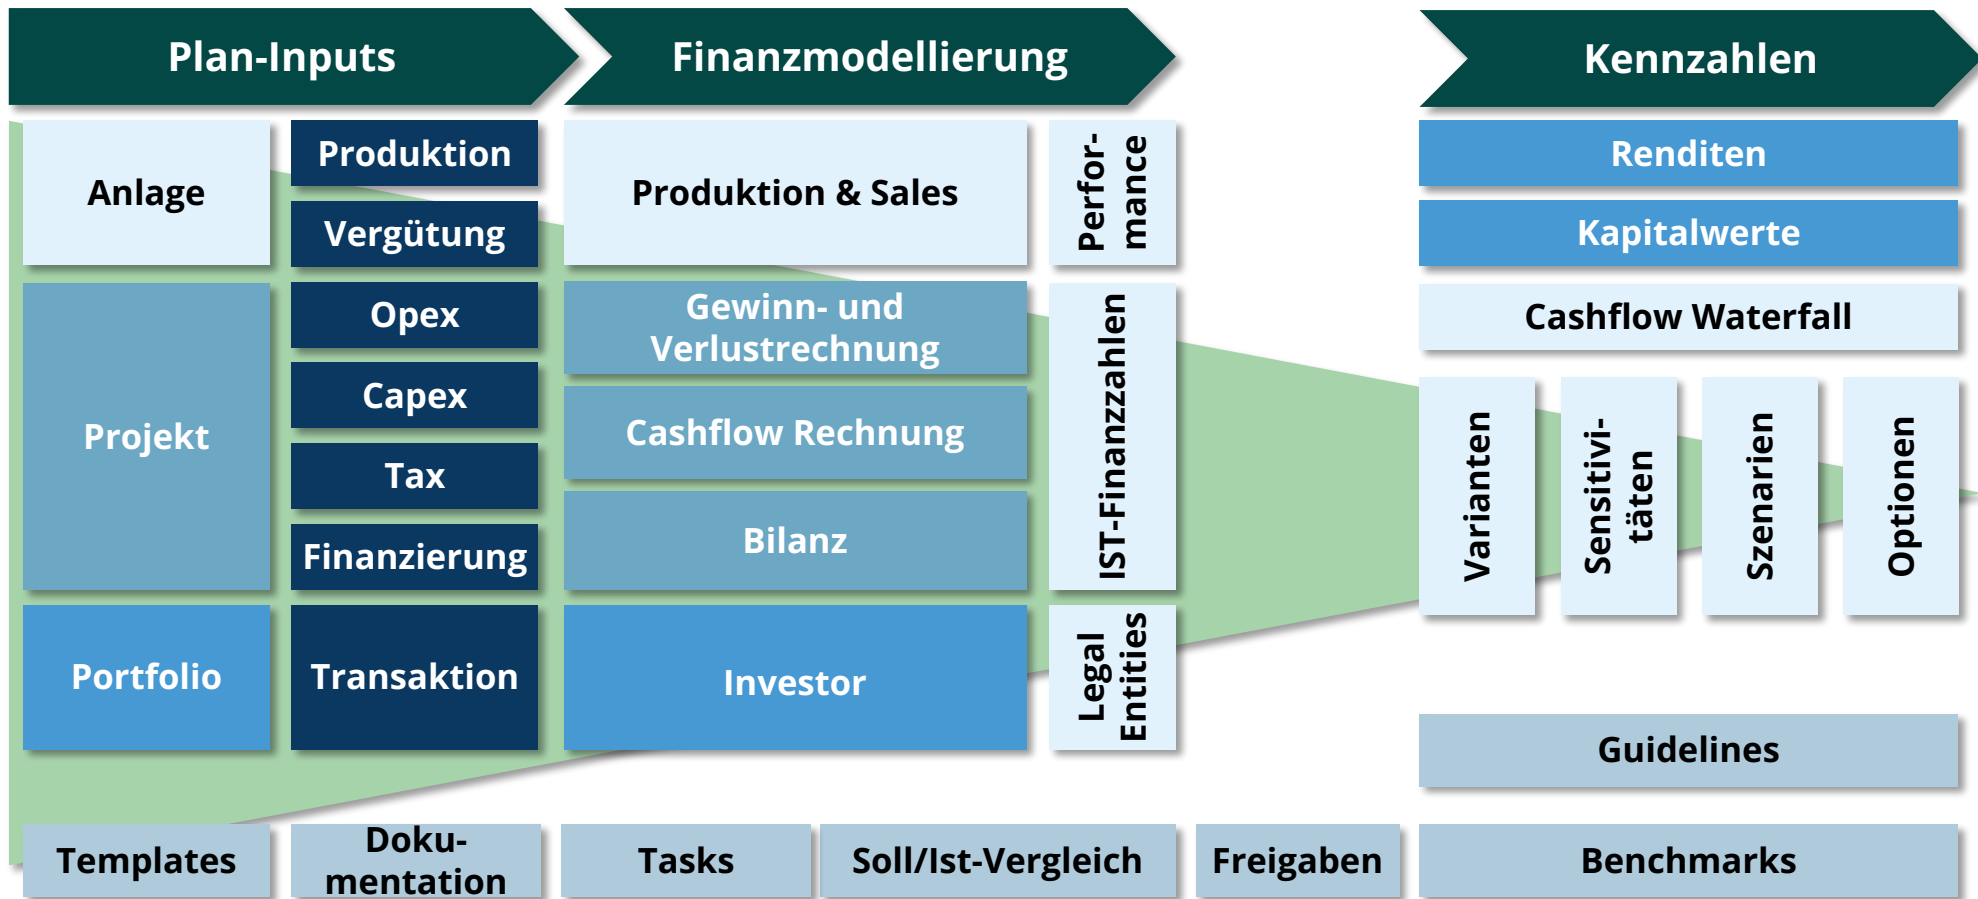 Plan-Inputs
Finanzmodellierung
Kennzahlen
Anlage
Projekt
Portfolio
Produktion
Vergütung
Opex
Capex
Tax
Finanzierung
Transaktion
Produktion & Sales
Gewinn- und
Verlustrechnung
Cashflow Rechnung
Bilanz
Investor
Perfor-
mance
IST-Finanzzahlen
Legal
Entities
Renditen
Kapitalwerte
Cashflow Waterfall
Varianten
Sensitivi-
täten
Szenarien
Optionen
Guidelines
Templates
Doku-
mentation
Tasks
Soll/Ist-Vergleich
Freigaben
Benchmarks